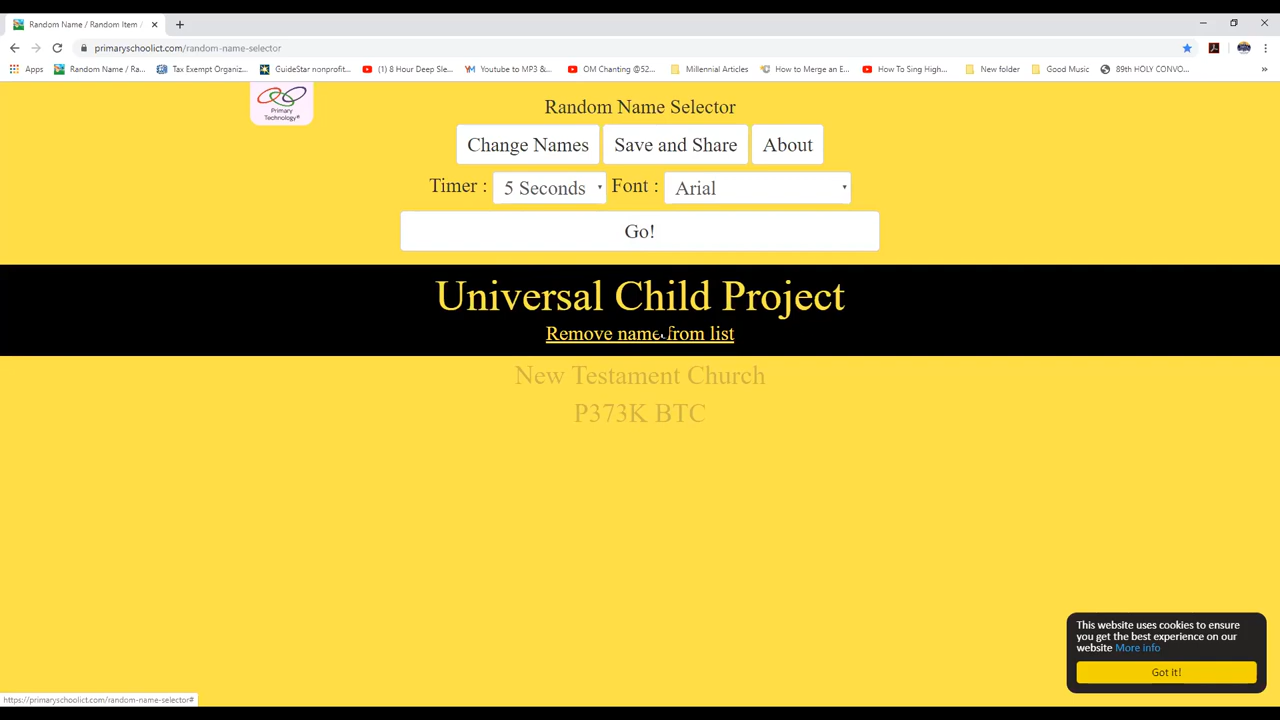 Random Name / Random Item /
primaryschoolict.com/random-name-selector
Apps
Random Name / Ra...
Tax Exempt Organiz...
GuideStar nonprofit...
(1) 8 Hour Deep Sle...
Youtube to MP3 &...
OM Chanting @52...
Millennial Articles
How to Merge an E...
How To Sing High...
New folder
Good Music
89th HOLY CONVO...
»
Primary
Technology®
Random Name Selector
Change Names
Save and Share
About
Timer :
5 Seconds
Font :
Arial
Go!
Universal Child Project
Remove name from list
New Testament Church
P373K BTC
This website uses cookies to ensure
you get the best experience on our
website More info
Got it!
https://primaryschoolict.com/random-name-selector#